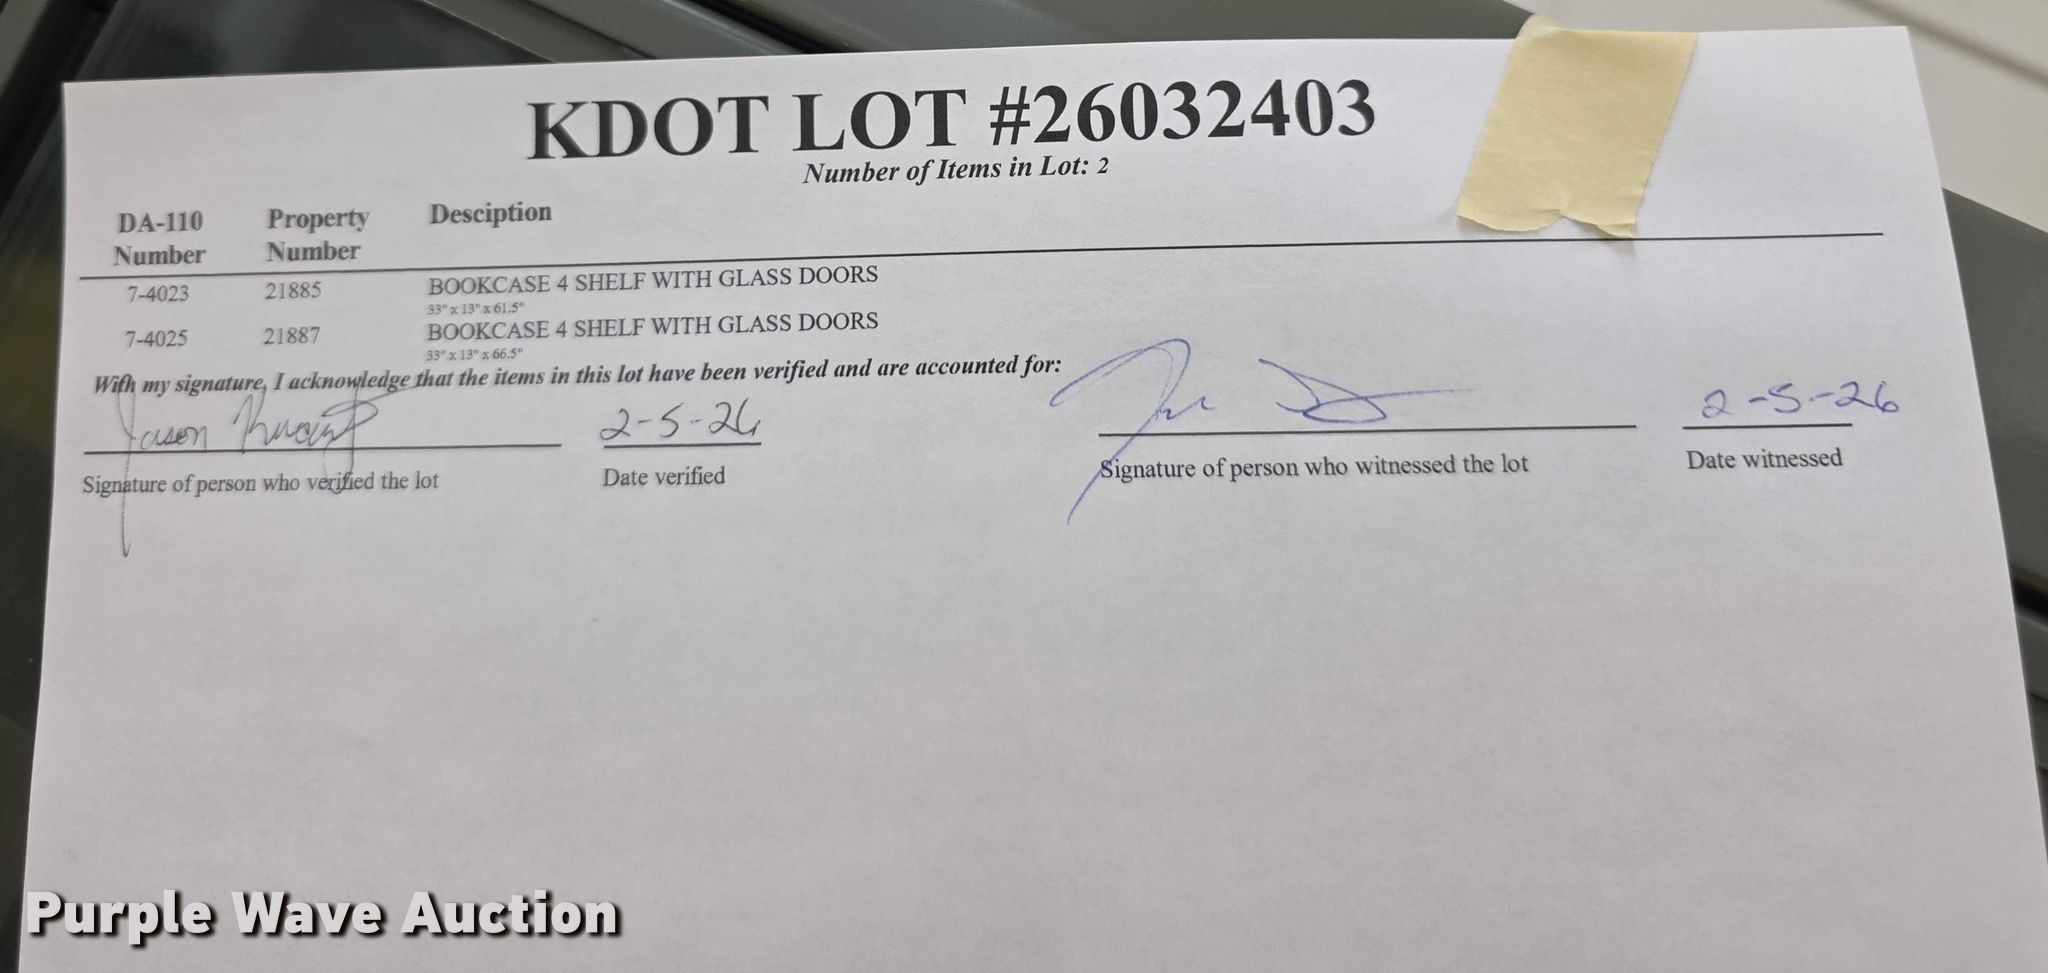 KDOT LOT #26032403
Number of Items in Lot: 2
DA-110 Number Property Number Desciption
7-4023 21885 BOOKCASE 4 SHELF WITH GLASS DOORS
33" x 13" x 61.5"
7-4025 21887 BOOKCASE 4 SHELF WITH GLASS DOORS
33" x 13" x 66.5"
With my signature, I acknowledge that the items in this lot have been verified and are accounted for:
Jason 2-5-26 2-5-26
Signature of person who verified the lot Date verified Signature of person who witnessed the lot Date witnessed
Purple Wave Auction